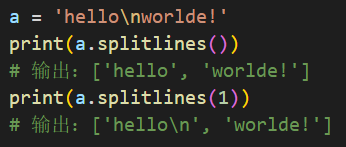 a = 'hello\nworlde!'
print(a.splitlines())
# 输出：['hello', 'worlde!']
print(a.splitlines(1))
# 输出：['hello\n', 'worlde!']